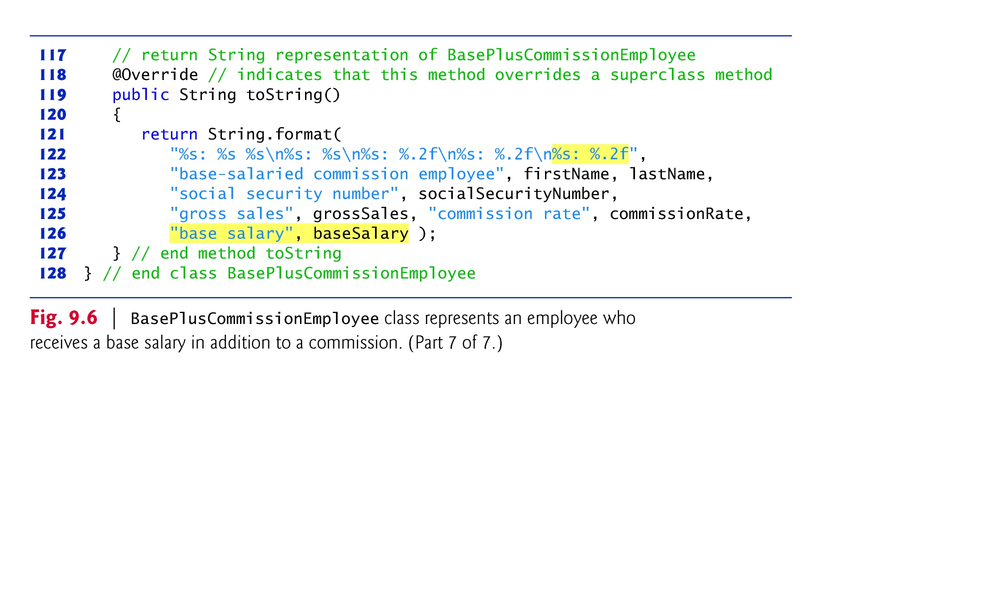 117 // return String representation of BasePlusCommissionEmployee
118 @Override // indicates that this method overrides a superclass method
119 public String toString()
120 {
121 return String.format(
122 "%s: %s %s\n%s: %s\n%s: %.2f\n%s: %.2f\n%s: %.2f",
123 "base-salaried commission employee", firstName, lastName,
124 "social security number", socialSecurityNumber,
125 "gross sales", grossSales, "commission rate", commissionRate,
126 "base salary", baseSalary );
127 } // end method toString
128 } // end class BasePlusCommissionEmployee
Fig. 9.6 | BasePlusCommissionEmployee class represents an employee who
receives a base salary in addition to a commission. (Part 7 of 7.)